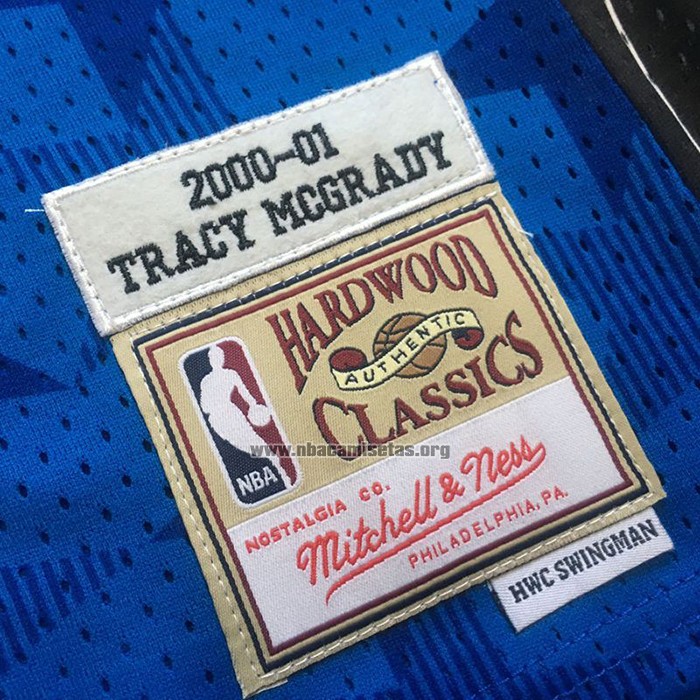 2000-01
TRACY MCGRADY
HARDWOOD
AUTHENTIC
CLASSICS
NBA
www.nbacamisetas.org
NOSTALGIA CO.
Mitchell & Ness
PHILADELPHIA, PA.
HWC SWINGMAN